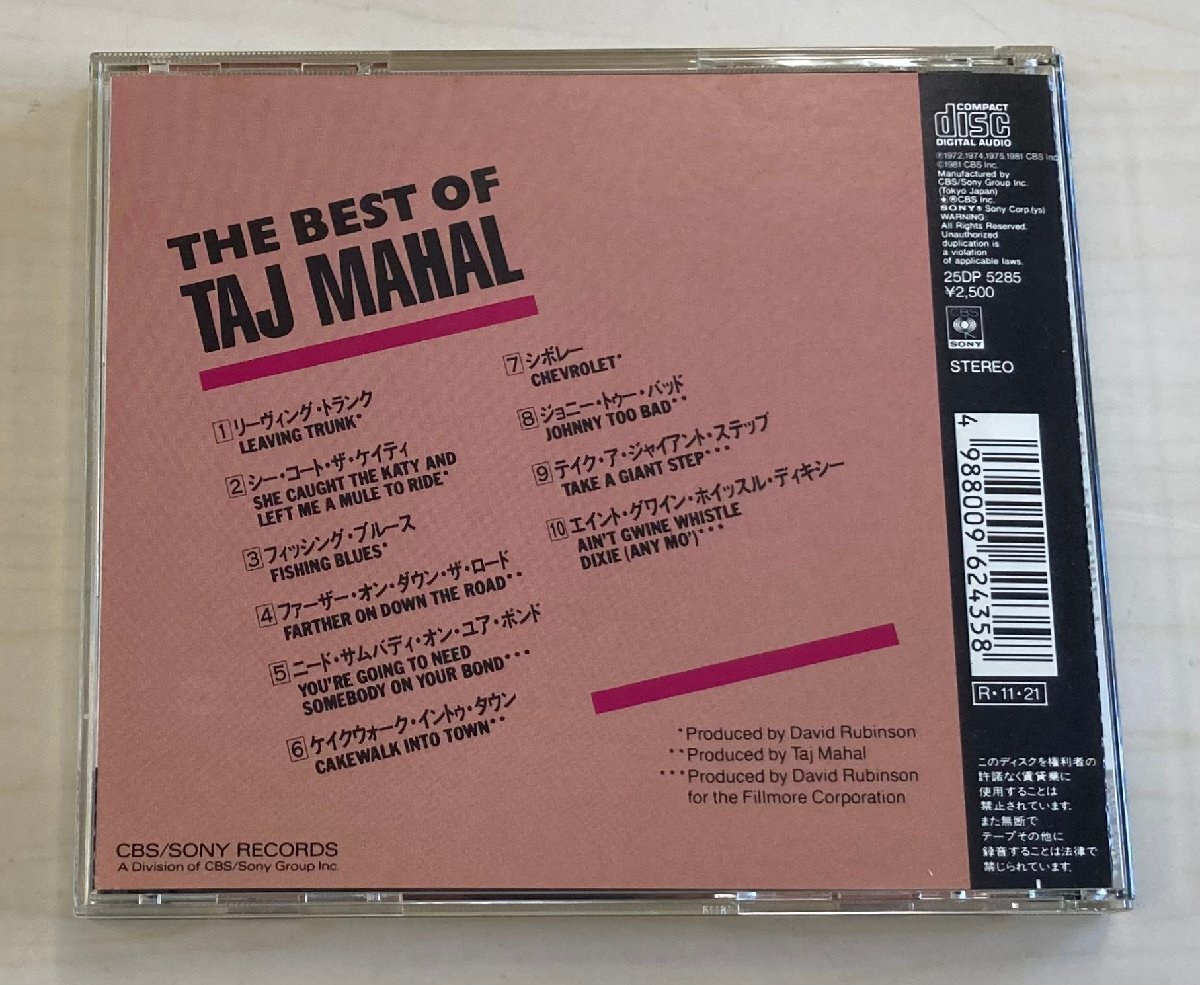 THE BEST OF
TAJ MAHAL
1 リーヴィング・トランク
LEAVING TRUNK*
2 シー・コート・ザ・ケイティ
SHE CAUGHT THE KATY AND
LEFT ME A MULE TO RIDE*
3 フィッシング・ブルース
FISHING BLUES*
4 ファーザー・オン・ダウン・ザ・ロード
FARTHER ON DOWN THE ROAD**
5 ニード・サムバディ・オン・ユア・ボンド
YOU'RE GOING TO NEED
SOMEBODY ON YOUR BOND***
6 ケイクウォーク・イントゥ・タウン
CAKEWALK INTO TOWN**
7 シボレー
CHEVROLET*
8 ジョニー・トゥー・バッド
JOHNNY TOO BAD**
9 テイク・ア・ジャイアント・ステップ
TAKE A GIANT STEP***
10 エイント・グワイン・ホイッスル・ディキシー
AIN'T GWINE WHISTLE
DIXIE (ANY MO')***
*Produced by David Rubinson
**Produced by Taj Mahal
***Produced by David Rubinson
for the Fillmore Corporation
CBS/SONY RECORDS
A Division of CBS/Sony Group Inc.
COMPACT
disc
DIGITAL AUDIO
℗1972,1974,1975,1981 CBS Inc.
©1981 CBS Inc.
Manufactured by
CBS/Sony Group Inc.
(Tokyo Japan)
®CBS Inc.
SONY® Sony Corp.(ys)
WARNING:
All Rights Reserved.
Unauthorized
duplication is
a violation
of applicable laws.
25DP 5285
¥2,500
CBS
SONY
STEREO
4 988009 624358
R・11・21
このディスクを権利者の
許諾なく賃貸業に
使用することは
禁止されています.
また無断で
テープその他に
録音することは法律で
禁じられています.